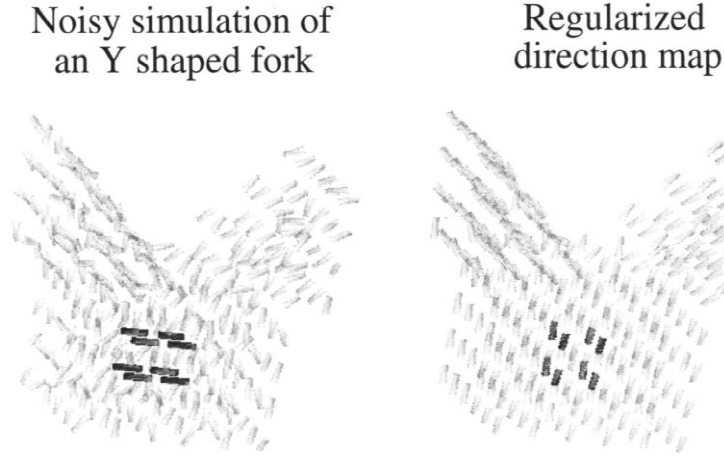 Noisy simulation of
an Y shaped fork
Regularized
direction map